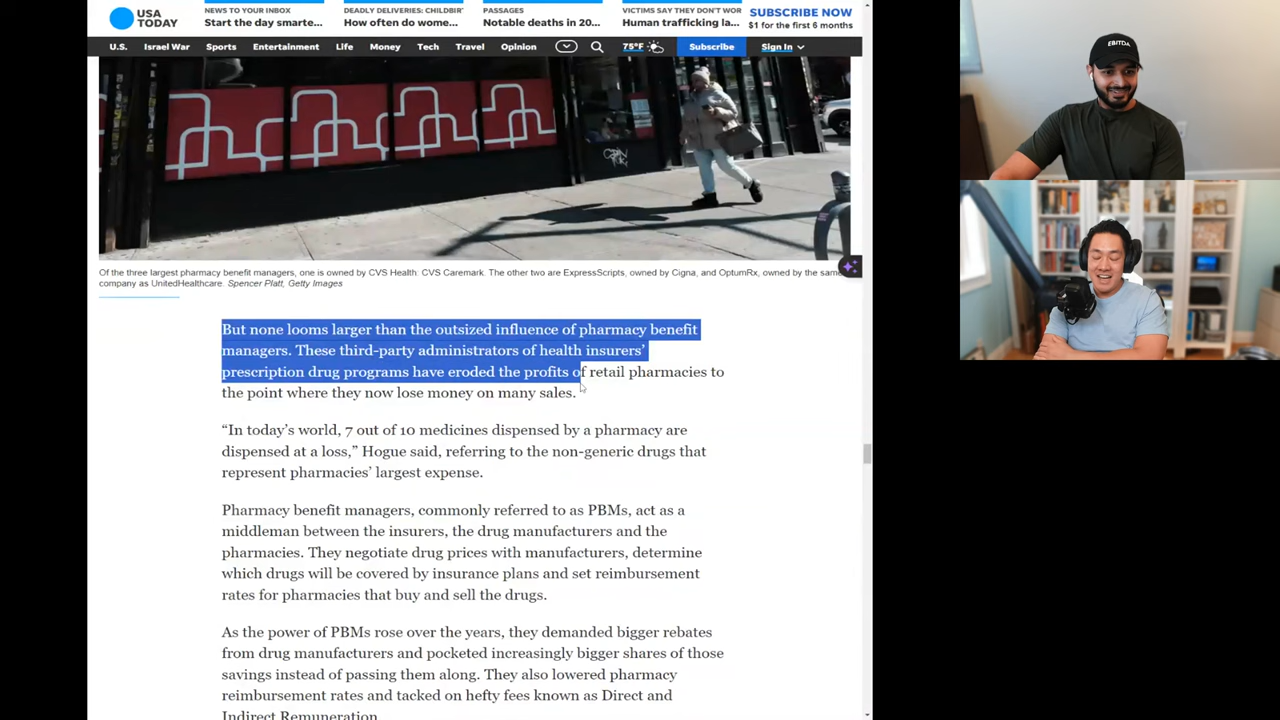 USA
TODAY
NEWS TO YOUR INBOX
Start the day smarte...
DEADLY DELIVERIES: CHILDBIR
How often do wome...
PASSAGES
Notable deaths in 20...
VICTIMS SAY THEY DON'T WOR
Human trafficking la...
SUBSCRIBE NOW
$1 for the first 6 months
U.S. Israel War Sports Entertainment Life Money Tech Travel Opinion 75°F Subscribe Sign In
EBITDA
Of the three largest pharmacy benefit managers, one is owned by CVS Health: CVS Caremark. The other two are ExpressScripts, owned by Cigna, and OptumRx, owned by the same
company as UnitedHealthcare. Spencer Platt, Getty Images
But none looms larger than the outsized influence of pharmacy benefit
managers. These third-party administrators of health insurers'
prescription drug programs have eroded the profits of retail pharmacies to
the point where they now lose money on many sales.
“In today's world, 7 out of 10 medicines dispensed by a pharmacy are
dispensed at a loss,” Hogue said, referring to the non-generic drugs that
represent pharmacies' largest expense.
Pharmacy benefit managers, commonly referred to as PBMs, act as a
middleman between the insurers, the drug manufacturers and the
pharmacies. They negotiate drug prices with manufacturers, determine
which drugs will be covered by insurance plans and set reimbursement
rates for pharmacies that buy and sell the drugs.
As the power of PBMs rose over the years, they demanded bigger rebates
from drug manufacturers and pocketed increasingly bigger shares of those
savings instead of passing them along. They also lowered pharmacy
reimbursement rates and tacked on hefty fees known as Direct and
Indirect Remuneration